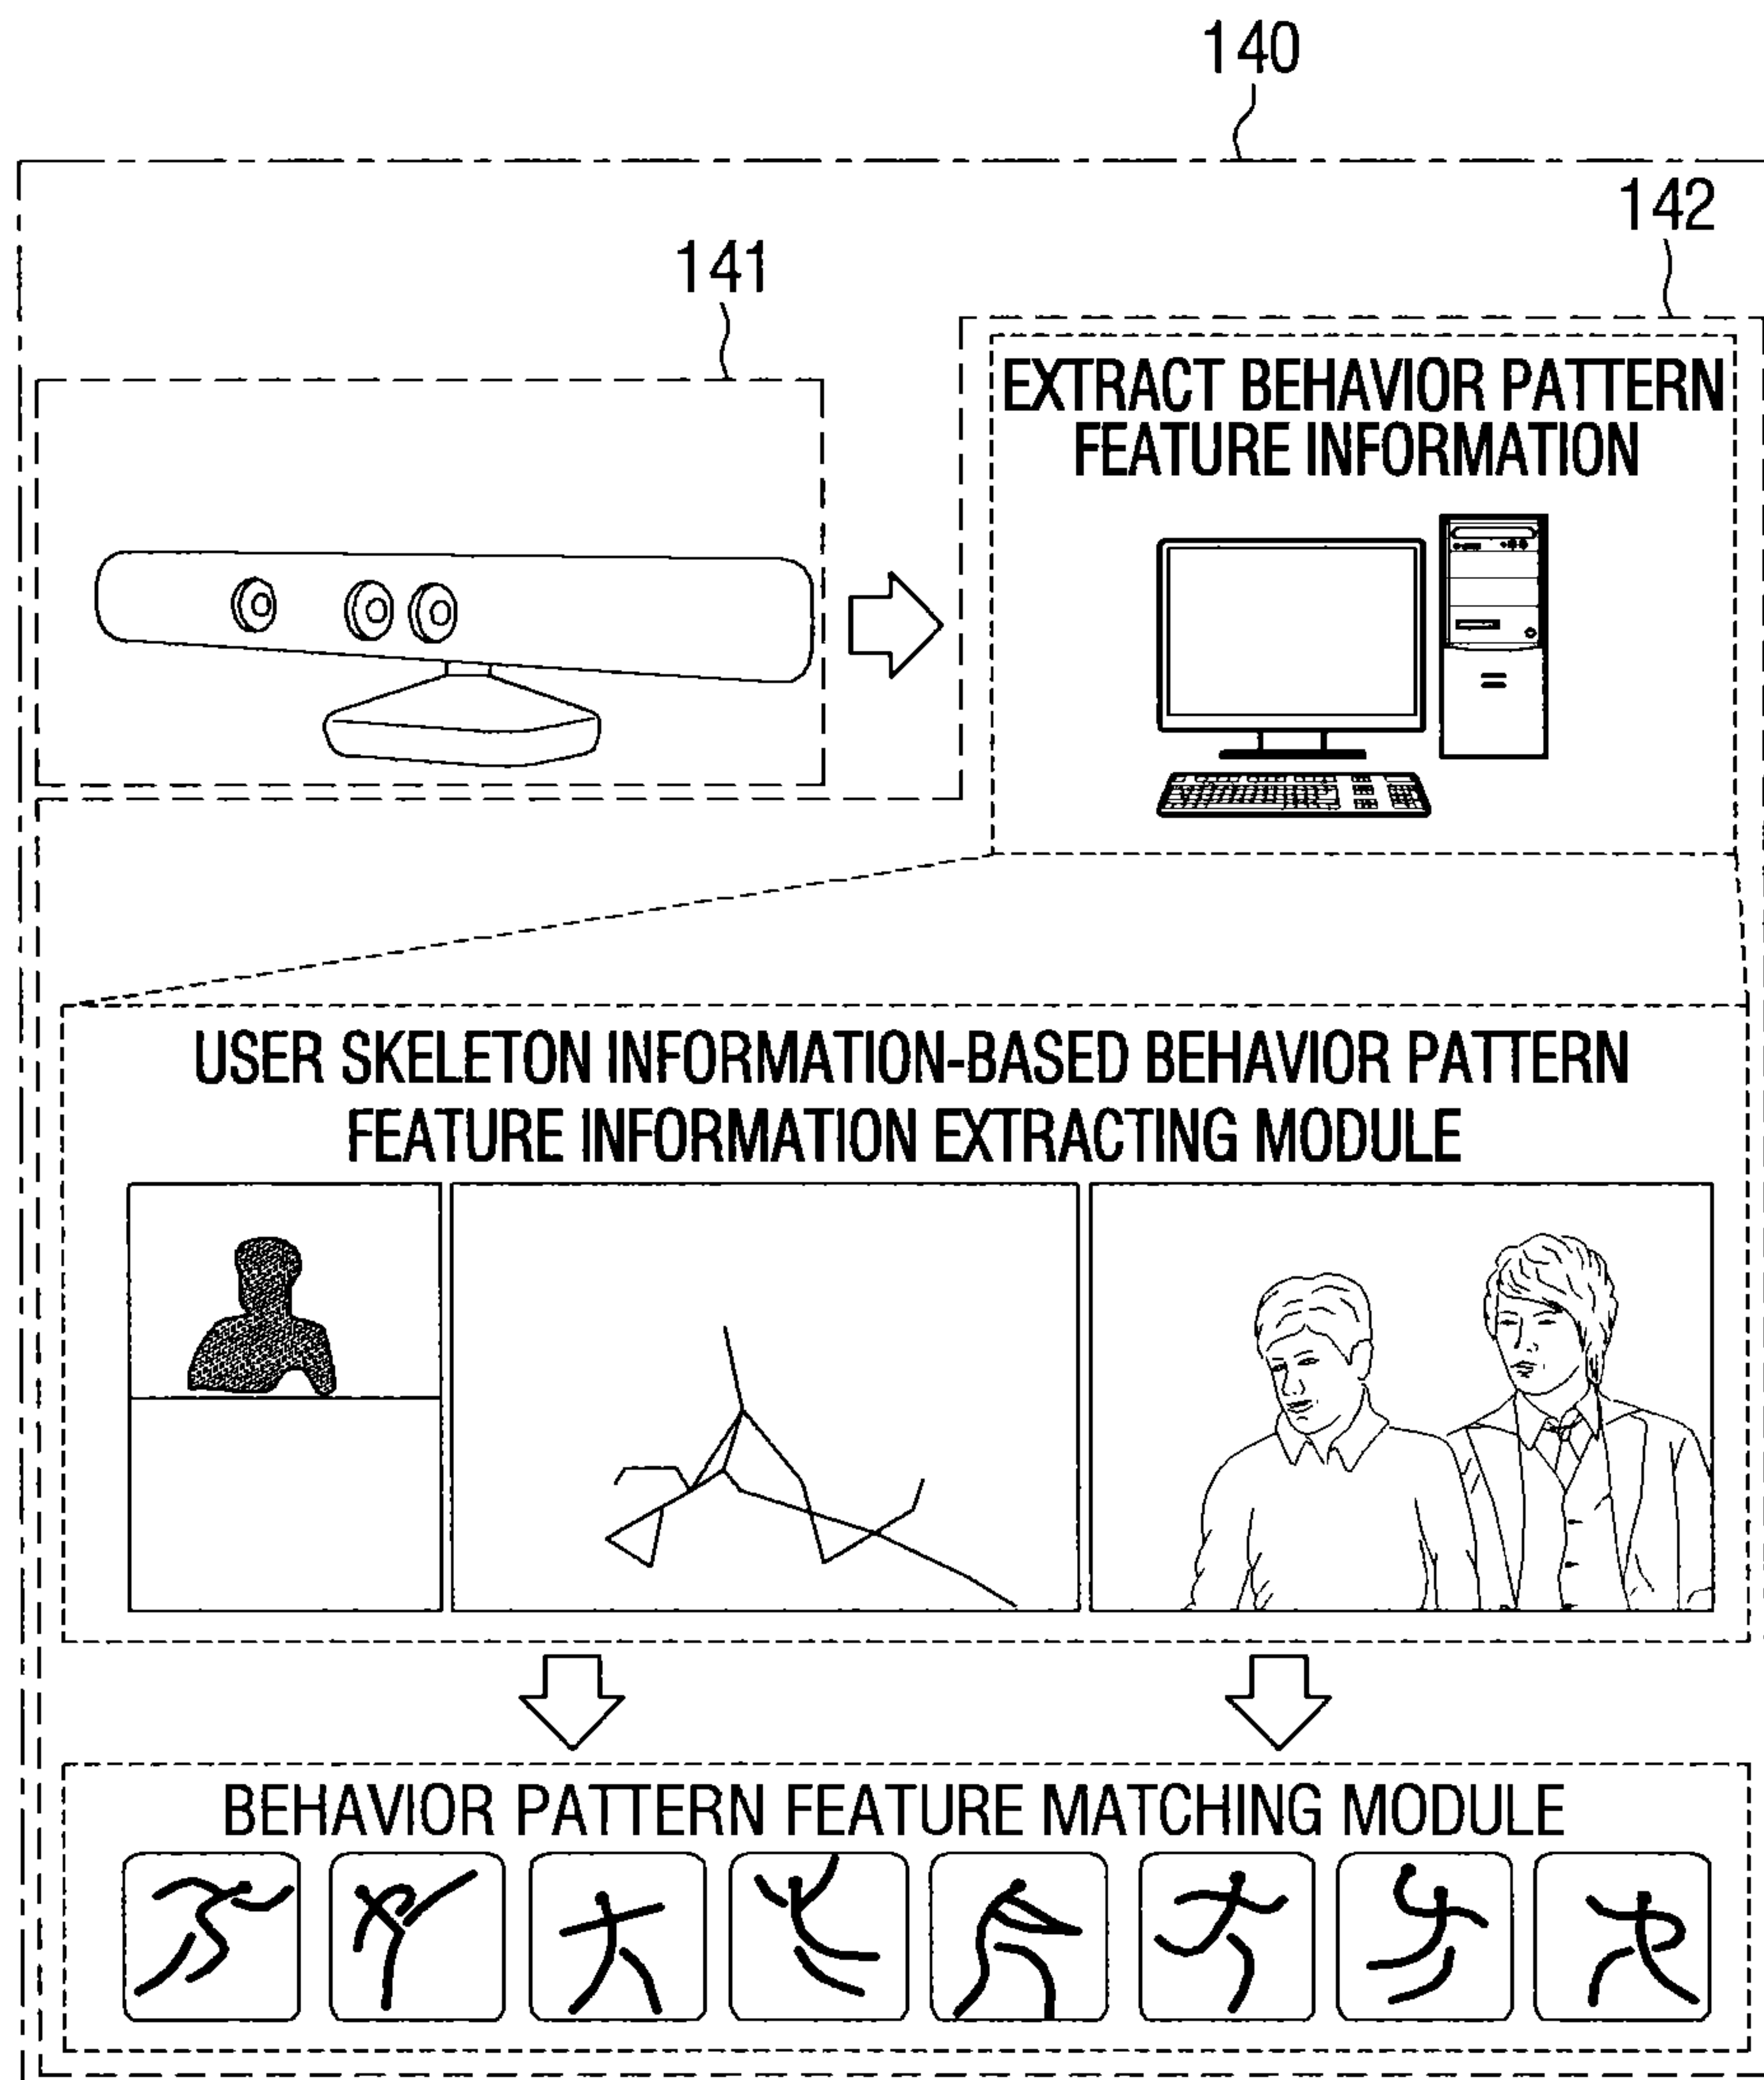 140
142
141
EXTRACT BEHAVIOR PATTERN
FEATURE INFORMATION
USER SKELETON INFORMATION-BASED BEHAVIOR PATTERN
FEATURE INFORMATION EXTRACTING MODULE
BEHAVIOR PATTERN FEATURE MATCHING MODULE